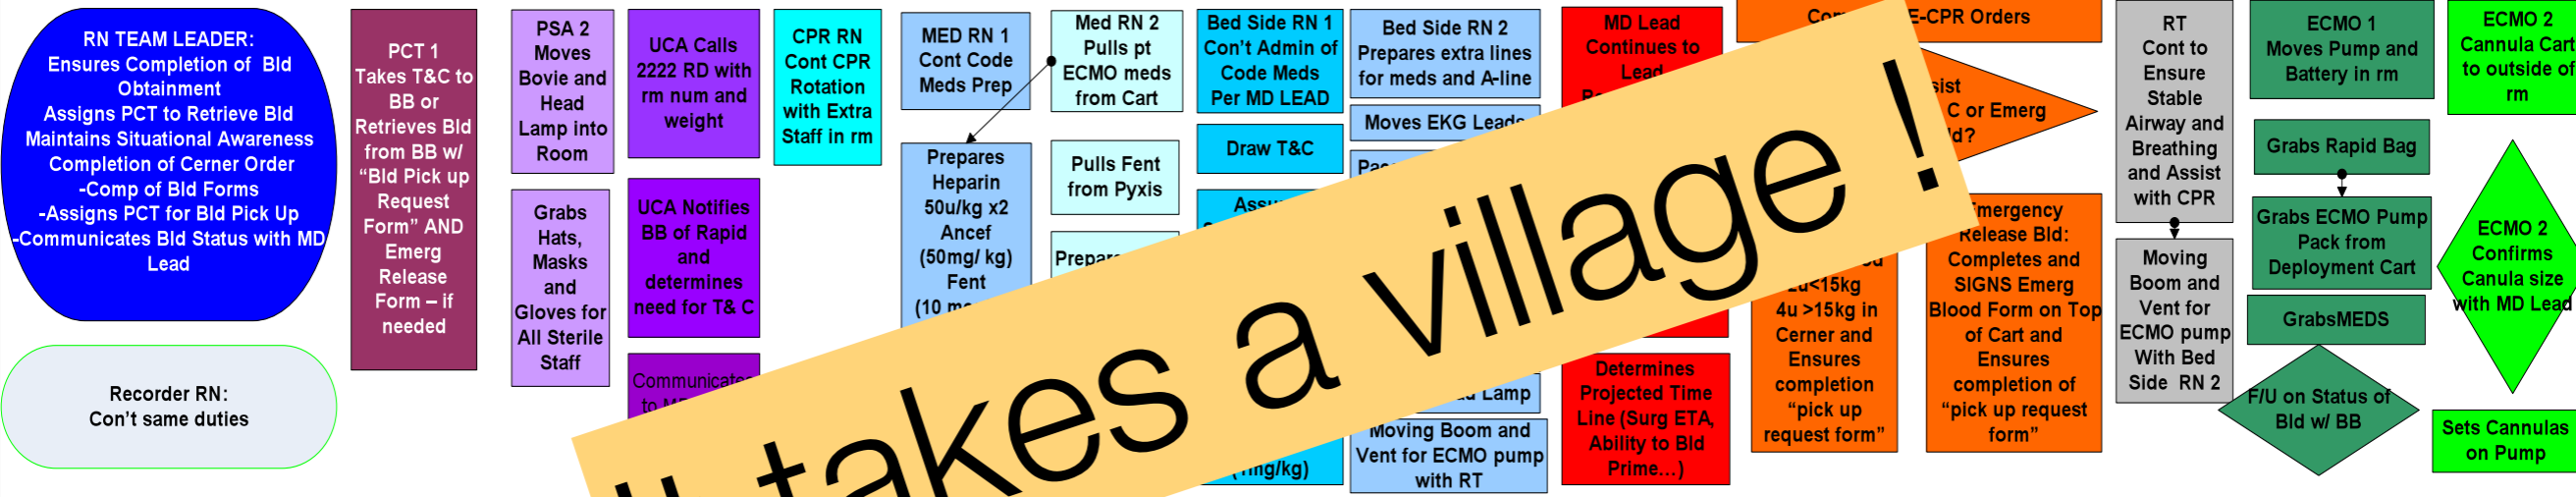 RN TEAM LEADER:
Ensures Completion of Bld
Obtainment
Assigns PCT to Retrieve Bld
Maintains Situational Awareness
Completion of Cerner Order
-Comp of Bld Forms
-Assigns PCT for Bld Pick Up
-Communicates Bld Status with MD
Lead
Recorder RN:
Con’t same duties
PCT 1
Takes T&C to
BB or
Retrieves Bld
from BB w/
“Bld Pick up
Request
Form” AND
Emerg
Release
Form – if
needed
PSA 2
Moves
Bovie and
Head
Lamp into
Room
Grabs
Hats,
Masks
and
Gloves for
All Sterile
Staff
UCA Calls
2222 RD with
rm num and
weight
UCA Notifies
BB of Rapid
and
determines
need for T& C
Communicates
to
CPR RN
Cont CPR
Rotation
with Extra
Staff in rm
MED RN 1
Cont Code
Meds Prep
Prepares
Heparin
50u/kg x2
Ancef
(50mg/ kg)
Fent
(10
Med RN 2
Pulls pt
ECMO meds
from Cart
Pulls Fent
from Pyxis
Bed Side RN 1
Con’t Admin of
Code Meds
Per MD LEAD
Draw T&C
(1mg/kg)
Bed Side RN 2
Prepares extra lines
for meds and A-line
Moves EKG Leads
Lamp
Moving Boom and
Vent for ECMO pump
with RT
MD Lead
Continues to
Lead
Determines
Projected Time
Line (Surg ETA,
Ability to Bld
Prime...)
E-CPR Orders
C or Emerg
2u<15kg
4u >15kg in
Cerner and
Ensures
completion
“pick up
request form”
Emergency
Release Bld:
Completes and
SIGNS Emerg
Blood Form on Top
of Cart and
Ensures
completion of
“pick up request
form”
RT
Cont to
Ensure
Stable
Airway and
Breathing
and Assist
with CPR
Moving
Boom and
Vent for
ECMO pump
With Bed
Side RN 2
ECMO 1
Moves Pump and
Battery in rm
Grabs Rapid Bag
Grabs ECMO Pump
Pack from
Deployment Cart
GrabsMEDS
F/U on Status of
Bld w/ BB
ECMO 2
Cannula Cart
to outside of
rm
ECMO 2
Confirms
Canula size
with MD Lead
Sets Cannulas
on Pump
takes a village !